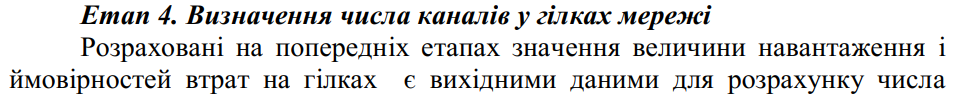 Етап 4. Визначення числа каналів у гілках мережі
Розраховані на попередніх етапах значення величини навантаження і
ймовірностей втрат на гілках є вихідними даними для розрахунку числа